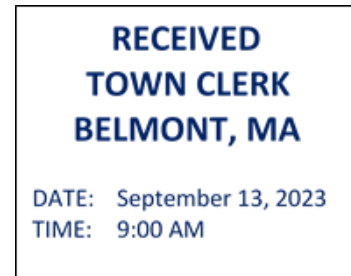 RECEIVED
TOWN CLERK
BELMONT, MA
DATE: September 13, 2023
TIME: 9:00 AM